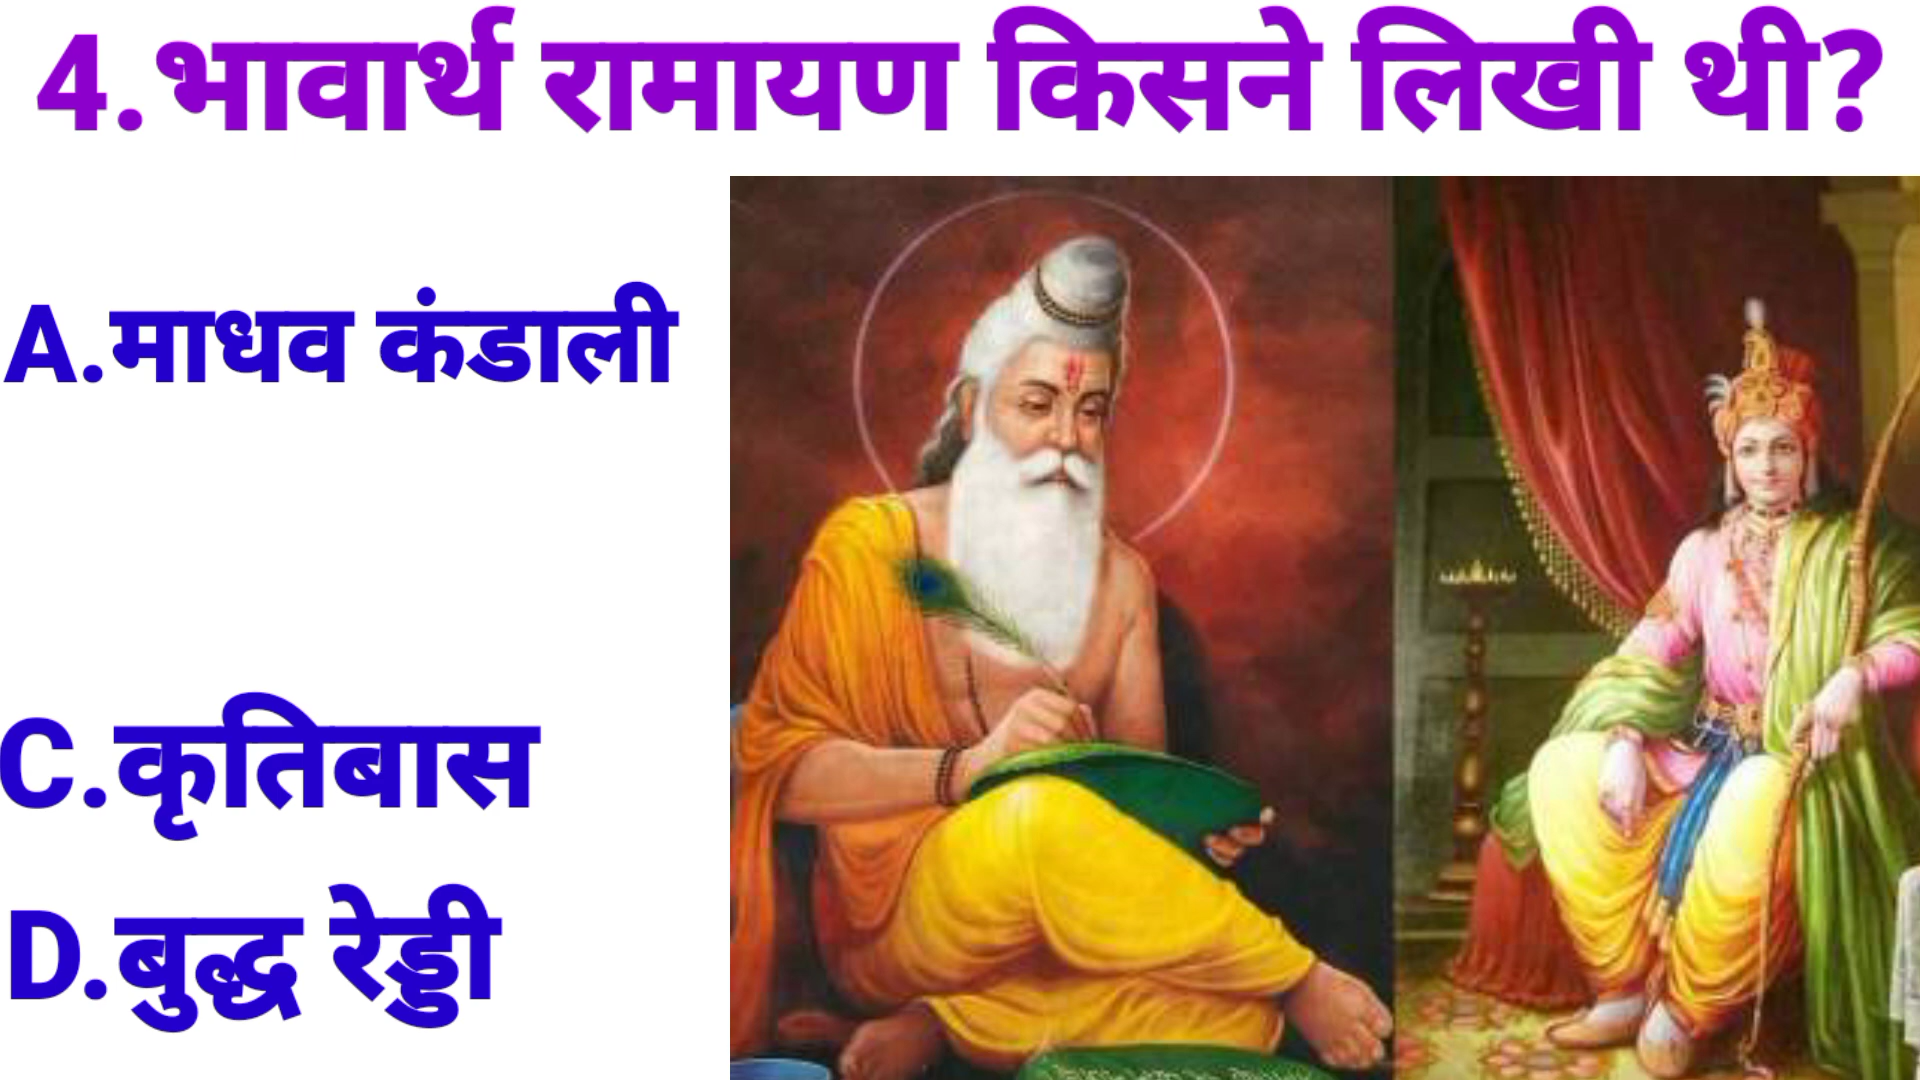 4.भावार्थ रामायण किसने लिखी थी?
A.माधव कंडाली
C.कृतिबास
D.बुद्ध रेड्डी